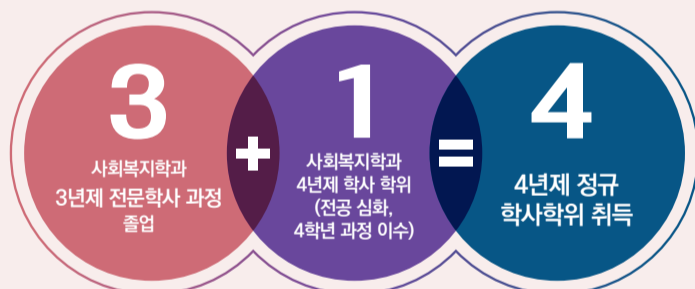 3
사회복지학과
3년제 전문학사 과정
졸업
+
1
사회복지학과
4년제 학사 학위
(전공 심화,
4학년 과정 이수)
=
4
4년제 정규
학사학위 취득